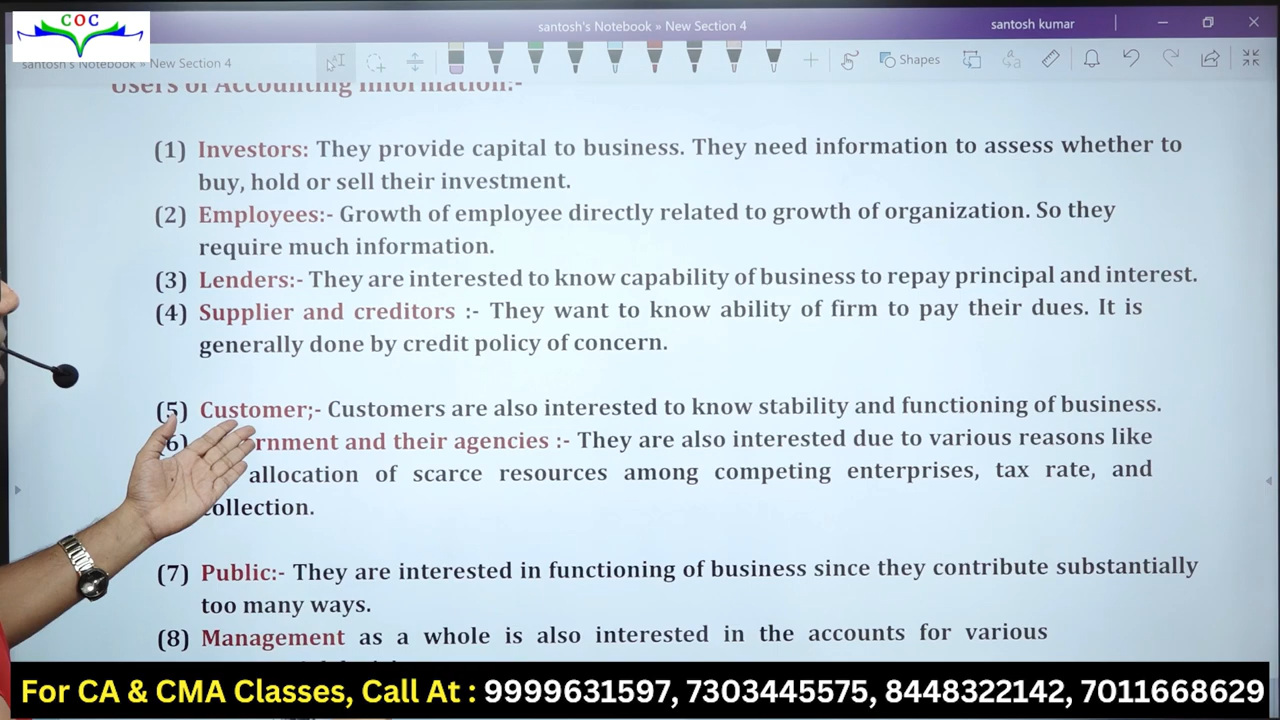 COC
santosh's Notebook » New Section 4
santosh kumar
santosh's Notebook » New Section 4
Shapes
Users of Accounting Information:-
(1) Investors: They provide capital to business. They need information to assess whether to
buy, hold or sell their investment.
(2) Employees:- Growth of employee directly related to growth of organization. So they
require much information.
(3) Lenders:- They are interested to know capability of business to repay principal and interest.
(4) Supplier and creditors :- They want to know ability of firm to pay their dues. It is
generally done by credit policy of concern.
(5) Customer;- Customers are also interested to know stability and functioning of business.
(6) ernment and their agencies :- They are also interested due to various reasons like
allocation of scarce resources among competing enterprises, tax rate, and
collection.
(7) Public:- They are interested in functioning of business since they contribute substantially
too many ways.
(8) Management as a whole is also interested in the accounts for various
For CA & CMA Classes, Call At : 9999631597, 7303445575, 8448322142, 7011668629